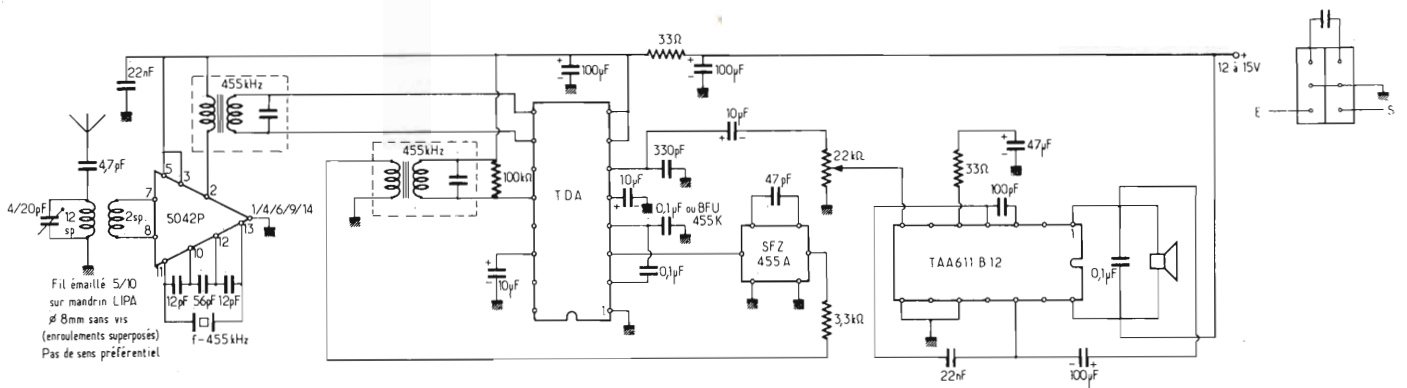 22nF
455kHz
4,7pF
4/20pF
12
sp
2sp.
7
8
5
3
2
5042P
1/4/6/9/14
13
12
10
11
12pF
56pF
12pF
f-455kHz
Fil émaillé 5/10
sur mandrin LIPA
ø 8mm sans vis
(enroulements superposés)
Pas de sens préférentiel
455kHz
100kΩ
+
-
100µF
33Ω
+
-
100µF
TDA
1
+
-
10µF
330pF
10µF
+
-
0,1µF ou BFU
455K
0,1µF
10µF
+
-
22kΩ
47pF
SFZ
455A
3,3kΩ
33Ω
+
-
47µF
100pF
TAA611 B12
1
0,1µF
22nF
-
+
100µF
+
12 à 15V
E
S